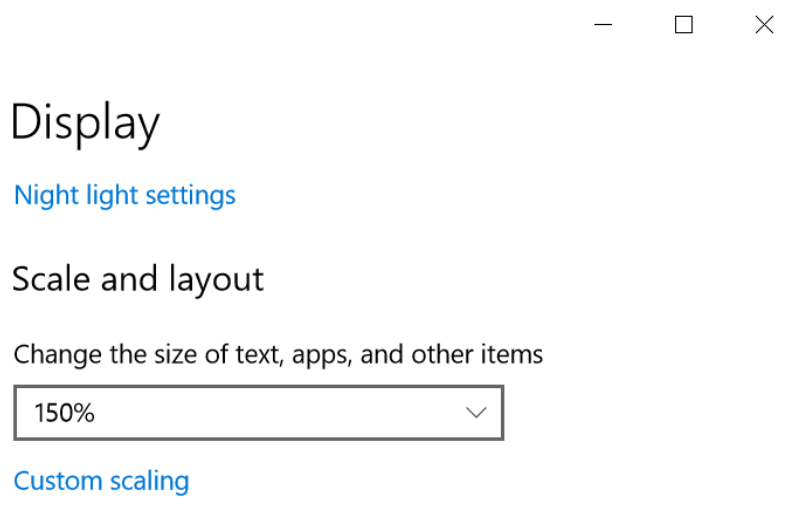 Display
Night light settings
Scale and layout
Change the size of text, apps, and other items
150%
Custom scaling